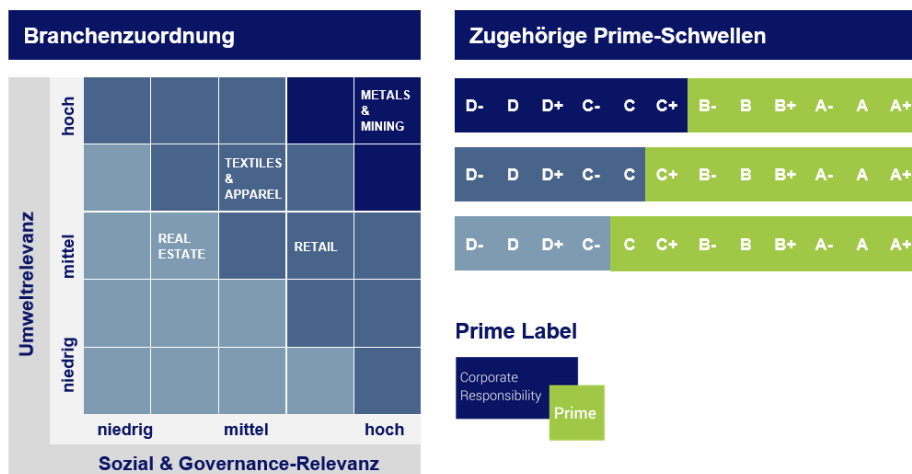 Branchenzuordnung
Umweltrelevanz
hoch
mittel
niedrig
METALS
&
MINING
TEXTILES
&
APPAREL
REAL
ESTATE
RETAIL
niedrig mittel hoch
Sozial & Governance-Relevanz
Zugehörige Prime-Schwellen
D- D D+ C- C C+ B- B B+ A- A A+
D- D D+ C- C C+ B- B B+ A- A A+
D- D D+ C- C C+ B- B B+ A- A A+
Prime Label
Corporate
Responsibility
Prime